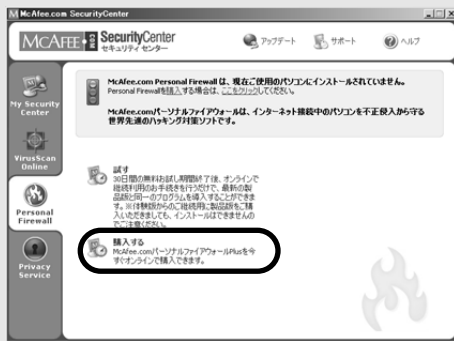 McAfee.com SecurityCenter
McAFEE .com SecurityCenter
セキュリティセンター
アップデート サポート ヘルプ
My Security
Center
VirusScan
Online
Personal
Firewall
Privacy
Service
McAfee.com Personal Firewall は、現在ご使用のパソコンにインストールされていません。
Personal Firewallを購入する場合は、ここをクリックしてください。
McAfee.comパーソナルファイアウォールは、インターネット接続中のパソコンを不正侵入から守る
世界先進のハッキング対策ソフトです。
試す
30日間の無料お試し期間終了後、オンラインで
継続利用のお手続きを行うだけで、最新の製
品版と同一のプログラムを導入することができま
す。※体験版からのご継続用に製品版をご購
入いただきましても、インストールはできませんの
でご注意ください。
購入する
McAfee.comパーソナルファイアウォールPlusを今
すぐオンラインで購入できます。